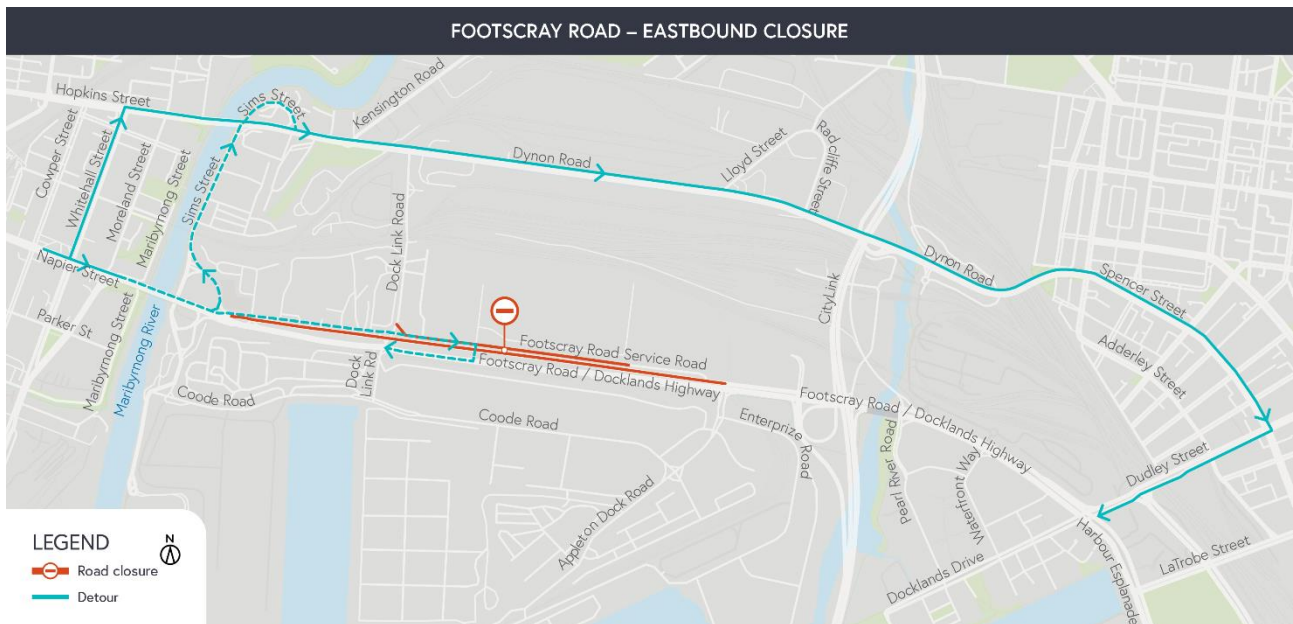 FOOTSCRAY ROAD – EASTBOUND CLOSURE
Hopkins Street
Sims Street
Kensington Road
Cowper Street
Whitehall Street
Moreland Street
Maribymong Street
Sims Street
Dynon Road
Lloyd Street
Radcliffe Street
Napier Street
Dock Link Road
CityLink
Dynon Road
Spencer Street
Parker St
Maribymong Street
Maribymong River
Footscray Road Service Road
Adderley Street
Dock
Link Rd
Footscray Road / Docklands Highway
Coode Road
Coode Road
Enterprize
Road
Footscray Road / Docklands Highway
Pearl River Road
Waterfront Way
Dudley Street
Appleton Dock Road
Harbour Esplanade
LaTrobe Street
Docklands Drive
LEGEND
N
Road closure
Detour